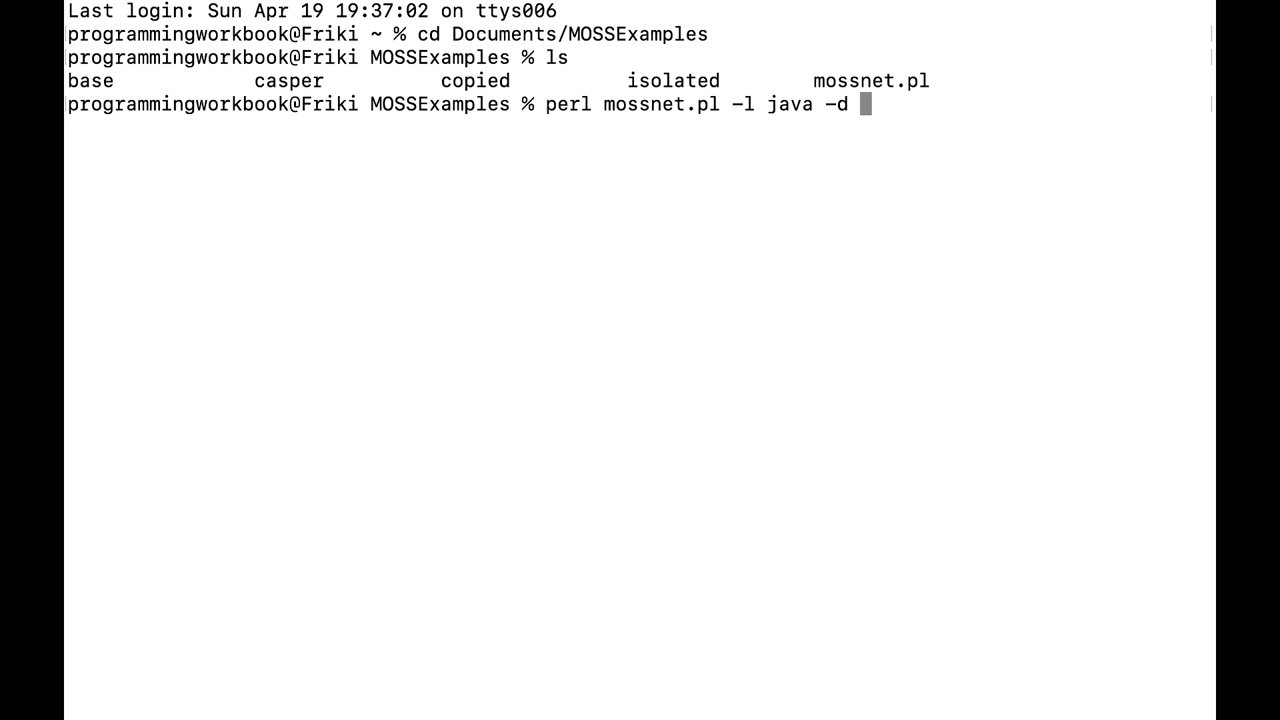 Last login: Sun Apr 19 19:37:02 on ttys006
programmingworkbook@Friki ~ % cd Documents/MOSSExamples
programmingworkbook@Friki MOSSExamples % ls
base casper copied isolated mossnet.pl
programmingworkbook@Friki MOSSExamples % perl mossnet.pl -l java -d